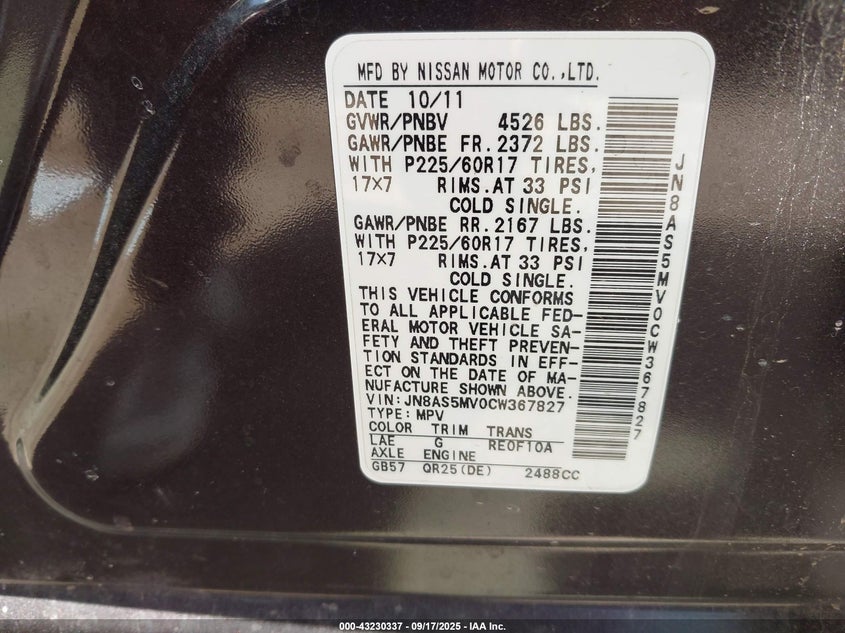 MFD BY NISSAN MOTOR CO.,LTD.
DATE 10/11
GVWR/PNBV 4526 LBS.
GAWR/PNBE FR. 2372 LBS.
WITH P225/60R17 TIRES,
17x7 RIMS.AT 33 PSI
COLD SINGLE.
GAWR/PNBE RR. 2167 LBS.
WITH P225/60R17 TIRES,
17x7 RIMS.AT 33 PSI
COLD SINGLE.
THIS VEHICLE CONFORMS
TO ALL APPLICABLE FED-
ERAL MOTOR VEHICLE SA-
FETY AND THEFT PREVEN-
TION STANDARDS IN EFF-
ECT ON THE DATE OF MA-
NUFACTURE SHOWN ABOVE.
VIN: JN8AS5MV0CW367827
TYPE: MPV
COLOR TRIM TRANS
LAE G RE0F10A
AXLE ENGINE
GB57 QR25(DE) 2488CC
JN8AS5MV0CW367827
000-43230337 - 09/17/2025 - IAA Inc.